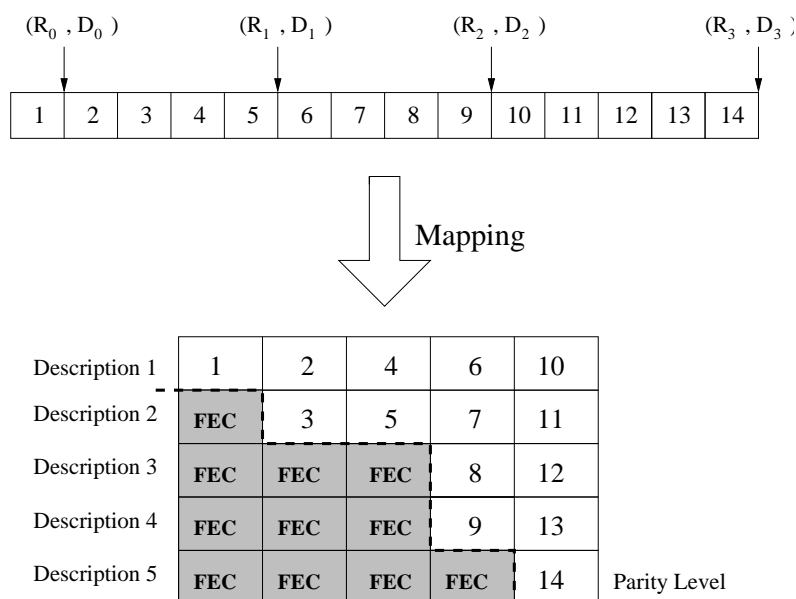 (R0 , D0 ) (R1 , D1 ) (R2 , D2 ) (R3 , D3 )
1 2 3 4 5 6 7 8 9 10 11 12 13 14
Mapping
Description 1 1 2 4 6 10
Description 2 FEC 3 5 7 11
Description 3 FEC FEC FEC 8 12
Description 4 FEC FEC FEC 9 13
Description 5 FEC FEC FEC FEC 14 Parity Level